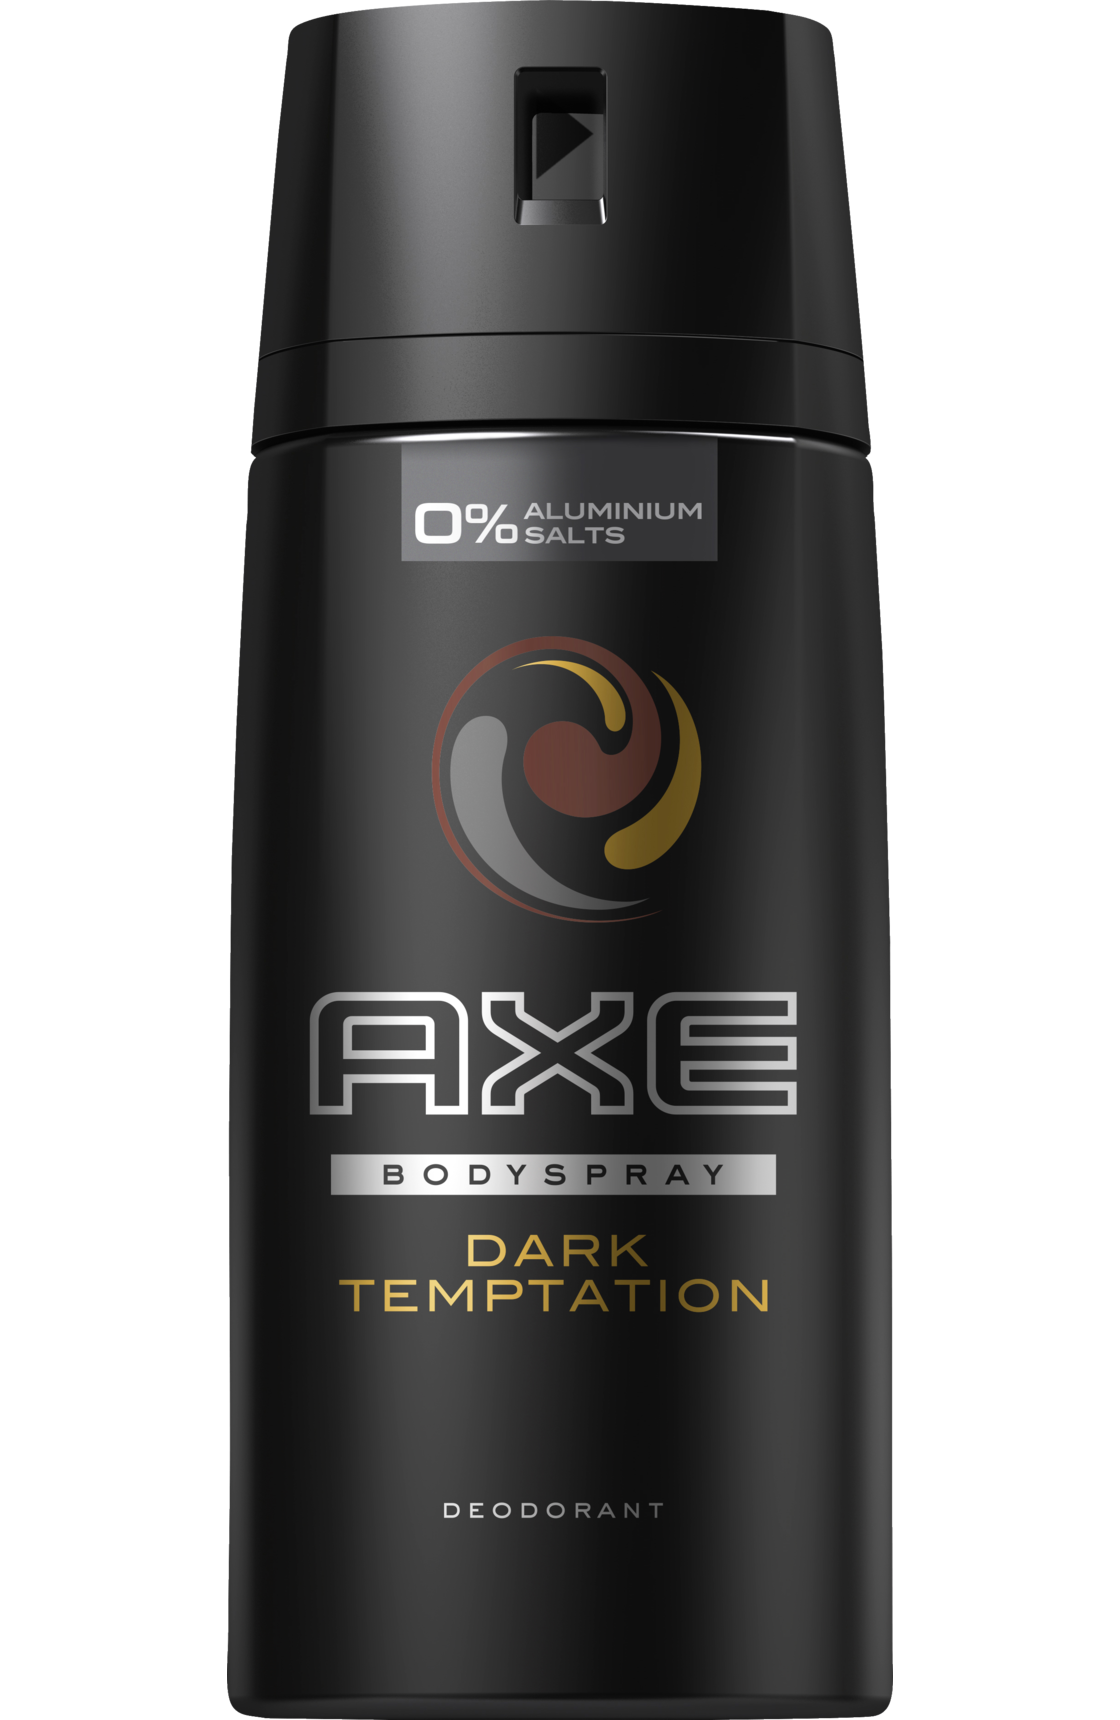 0% ALUMINIUM
SALTS
AXE
BODYSPRAY
DARK
TEMPTATION
DEODORANT